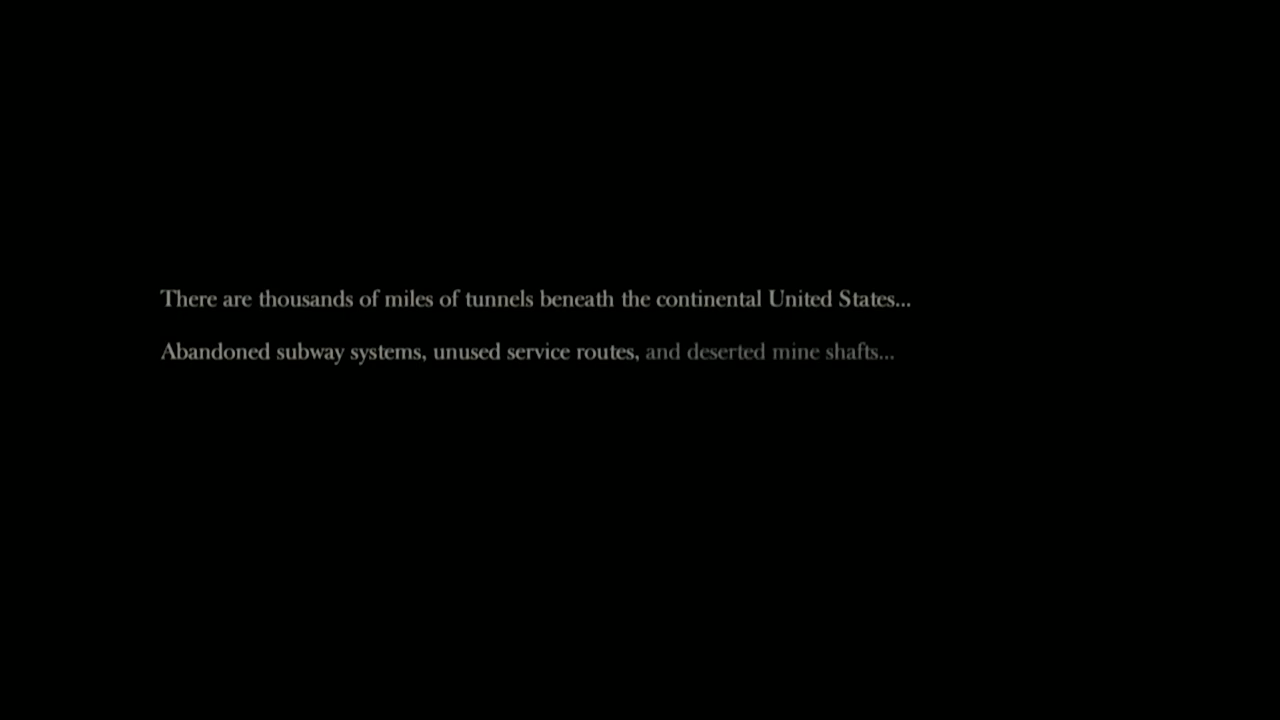 There are thousands of miles of tunnels beneath the continental United States...
Abandoned subway systems, unused service routes, and deserted mine shafts...